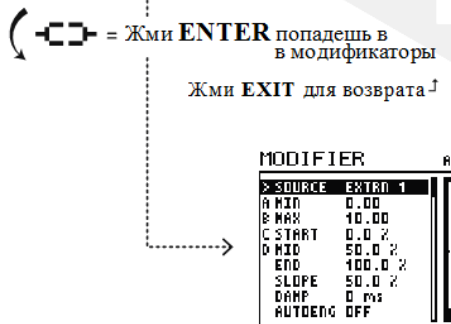 = Жми ENTER попадешь в
в модификаторы
Жми EXIT для возврата
MODIFIER A
> SOURCE EXTRN 1
A MIN 0.00
B MAX 10.00
C START 0.0 %
D MID 50.0 %
END 100.0 %
SLOPE 50.0 %
DAMP 0 ms
AUTOENG OFF